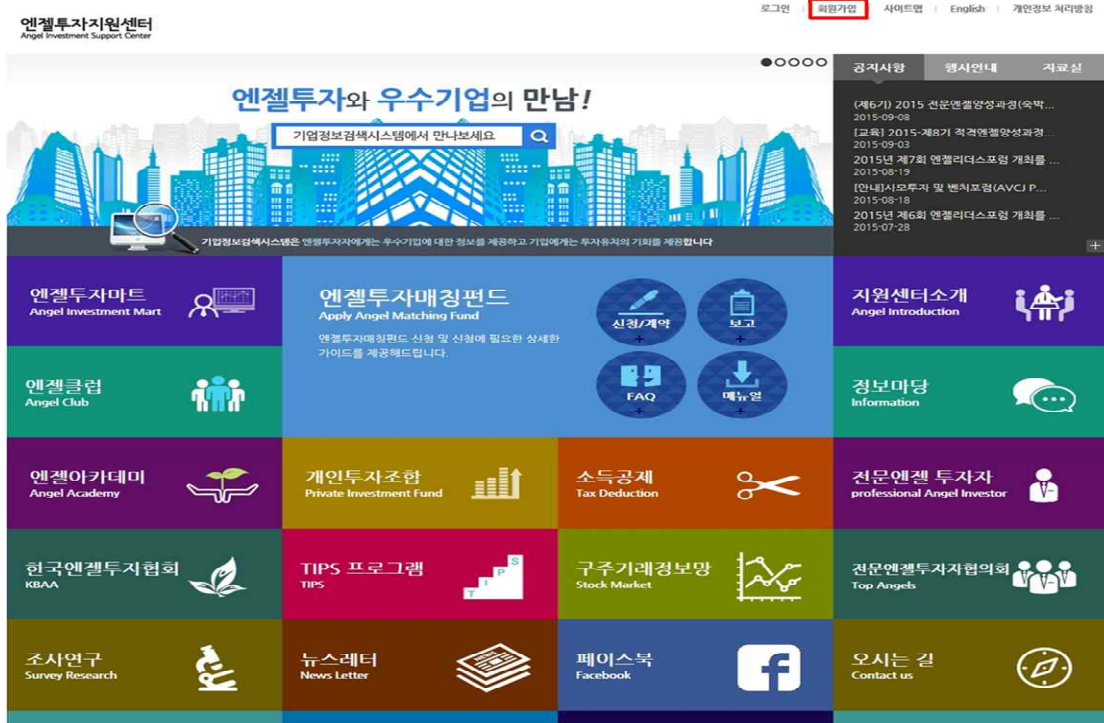 로그인 회원가입 사이트맵 English 개인정보 처리방침
엔젤투자지원센터
Angel Investment Support Center
엔젤투자와 우수기업의 만남!
기업정보검색시스템에서 만나보세요
기업정보검색시스템은 엔젤투자자에게는 우수기업에 대한 정보를 제공하고 기업에게는 투자유치의 기회를 제공합니다
공지사항 행사안내 자료실
(제6기) 2015 전문엔젤양성과정(숙박...
2015-09-08
[교육] 2015-제8기 적격엔젤양성과정...
2015-09-03
2015년 제7회 엔젤리더스포럼 개최를 ...
2015-08-19
[안내]사모투자 및 벤처포럼(AVCJ P...
2015-08-18
2015년 제6회 엔젤리더스포럼 개최를 ...
2015-07-28
엔젤투자마트
Angel Investment Mart
엔젤투자매칭펀드
Apply Angel Matching Fund
엔젤투자매칭펀드 신청 및 신청에 필요한 상세한
가이드를 제공해드립니다.
신청/계약
보고
FAQ
메뉴얼
지원센터소개
Angel Introduction
엔젤클럽
Angel Club
정보마당
Information
엔젤아카데미
Angel Academy
개인투자조합
Private Investment Fund
소득공제
Tax Deduction
전문엔젤 투자자
professional Angel Investor
한국엔젤투자협회
KBAA
TIPS 프로그램
TIPS
T I P S
구주거래정보망
Stock Market
전문엔젤투자자협의회
Top Angels
조사연구
Survey Research
뉴스레터
News Letter
페이스북
Facebook
오시는 길
Contact us